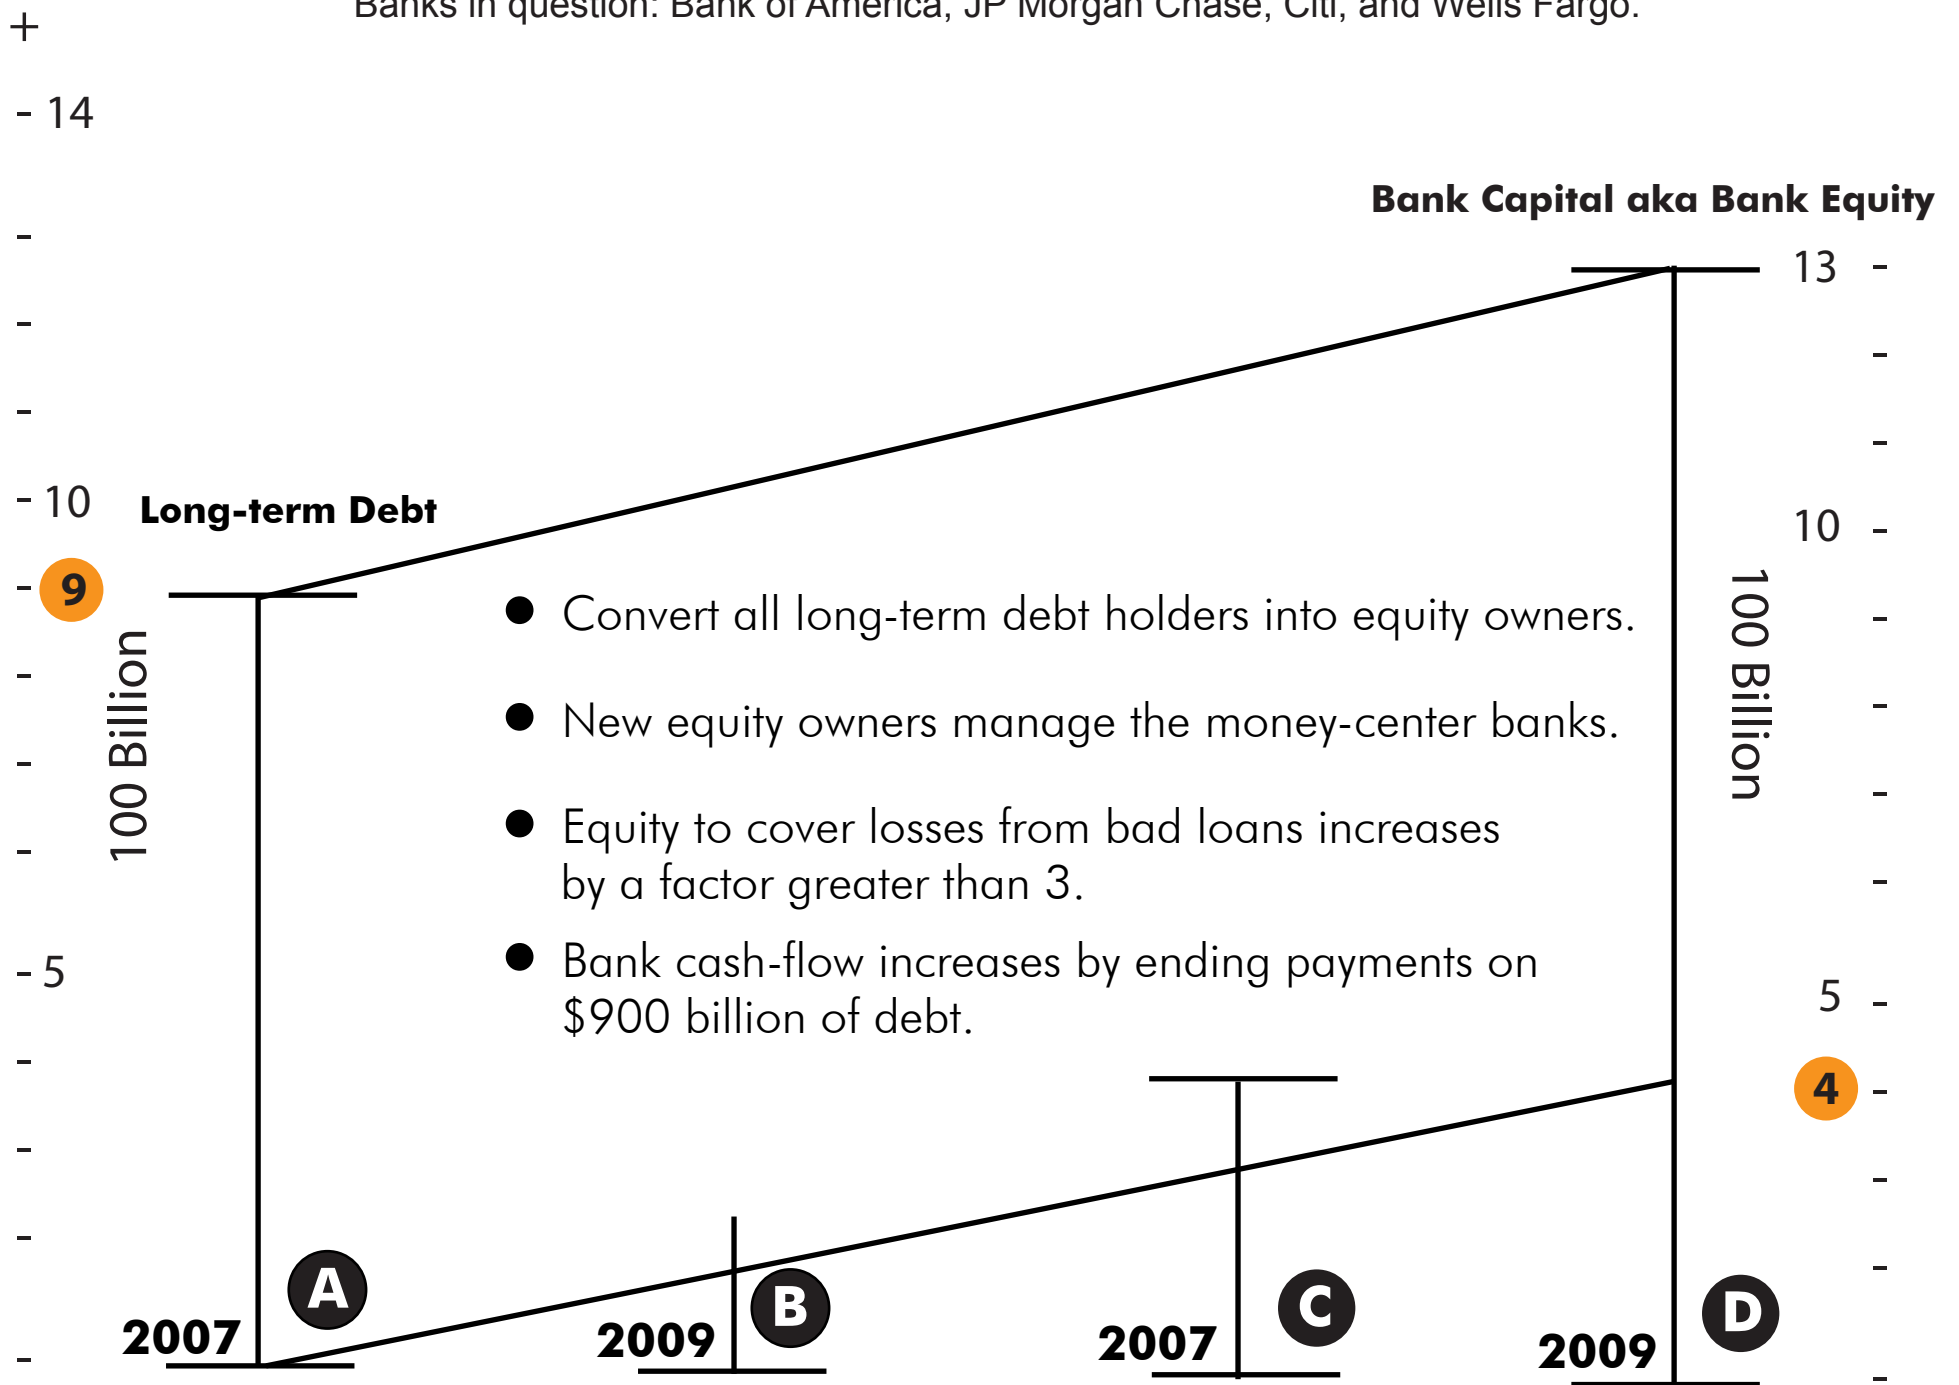 Banks in question: Bank of America, JP Morgan Chase, Citi, and Wells Fargo.
+
- 14
Bank Capital aka Bank Equity
13 -
- 10
Long-term Debt
10 -
9
100 Billion
100 Billion
● Convert all long-term debt holders into equity owners.
● New equity owners manage the money-center banks.
● Equity to cover losses from bad loans increases
by a factor greater than 3.
● Bank cash-flow increases by ending payments on
$900 billion of debt.
- 5
5 -
4
A
B
C
D
2007
2009
2007
2009